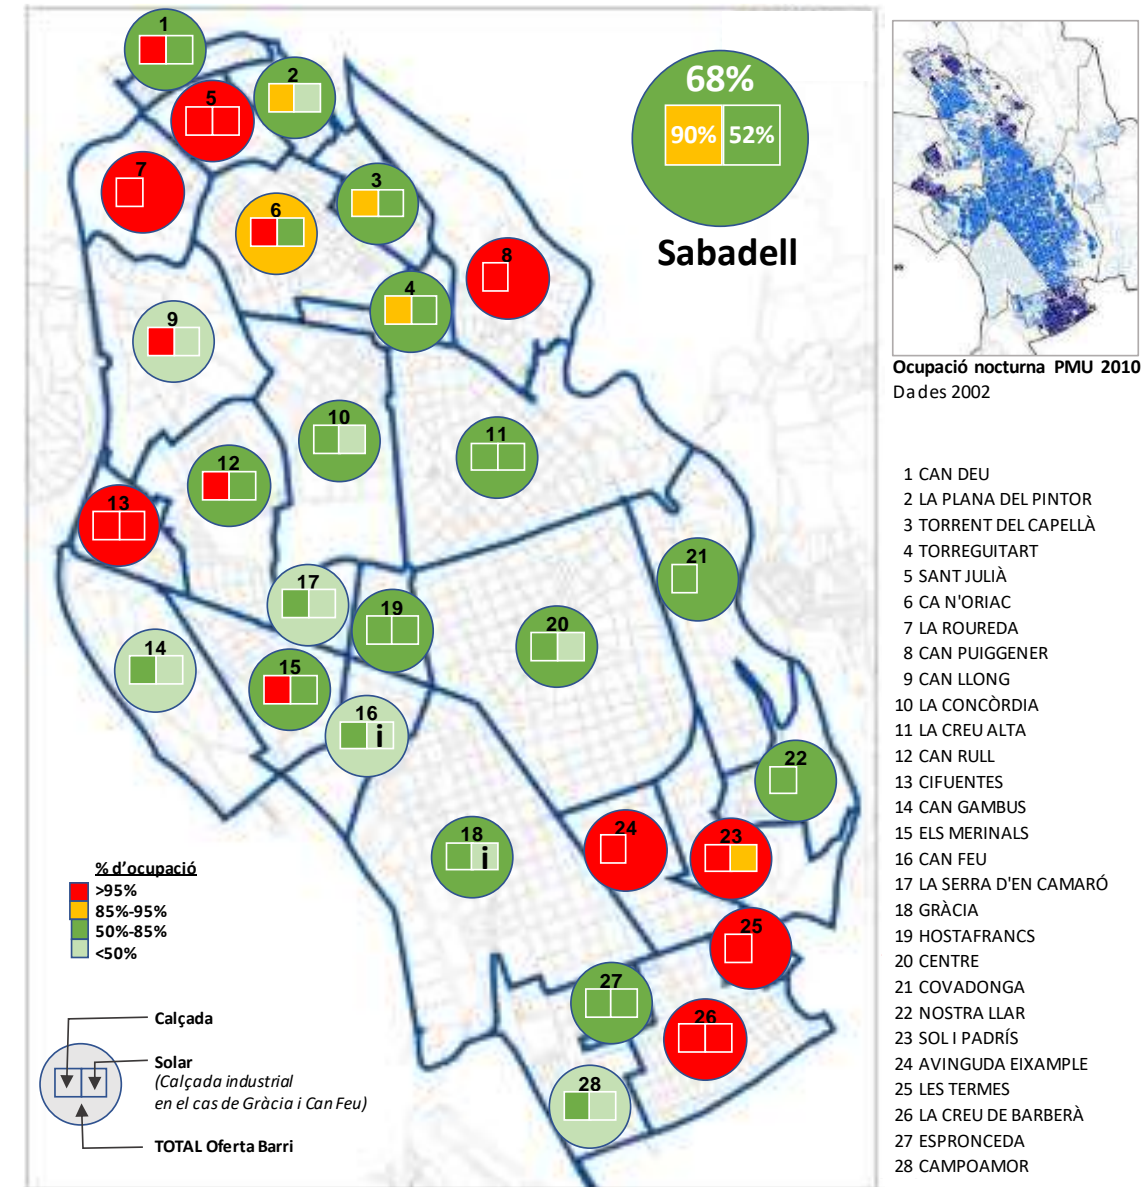 1
2
5
7
3
6
8
4
9
10
11
12
13
21
17
19
20
14
15
16
i
22
18
i
24
23
25
27
26
28
68%
90% 52%
Sabadell
Ocupació nocturna PMU 2010
Dades 2002
1 CAN DEU
2 LA PLANA DEL PINTOR
3 TORRENT DEL CAPELLÀ
4 TORREGUITART
5 SANT JULIÀ
6 CA N'ORIAC
7 LA ROUREDA
8 CAN PUIGGENER
9 CAN LLONG
10 LA CONCÒRDIA
11 LA CREU ALTA
12 CAN RULL
13 CIFUENTES
14 CAN GAMBUS
15 ELS MERINALS
16 CAN FEU
17 LA SERRA D'EN CAMARÓ
18 GRÀCIA
19 HOSTAFRANCS
20 CENTRE
21 COVADONGA
22 NOSTRA LLAR
23 SOL I PADRÍS
24 AVINGUDA EIXAMPLE
25 LES TERMES
26 LA CREU DE BARBERÀ
27 ESPRONCEDA
28 CAMPOAMOR
% d'ocupació
>95%
85%-95%
50%-85%
<50%
Calçada
Solar
(Calçada industrial
en el cas de Gràcia i Can Feu)
TOTAL Oferta Barri